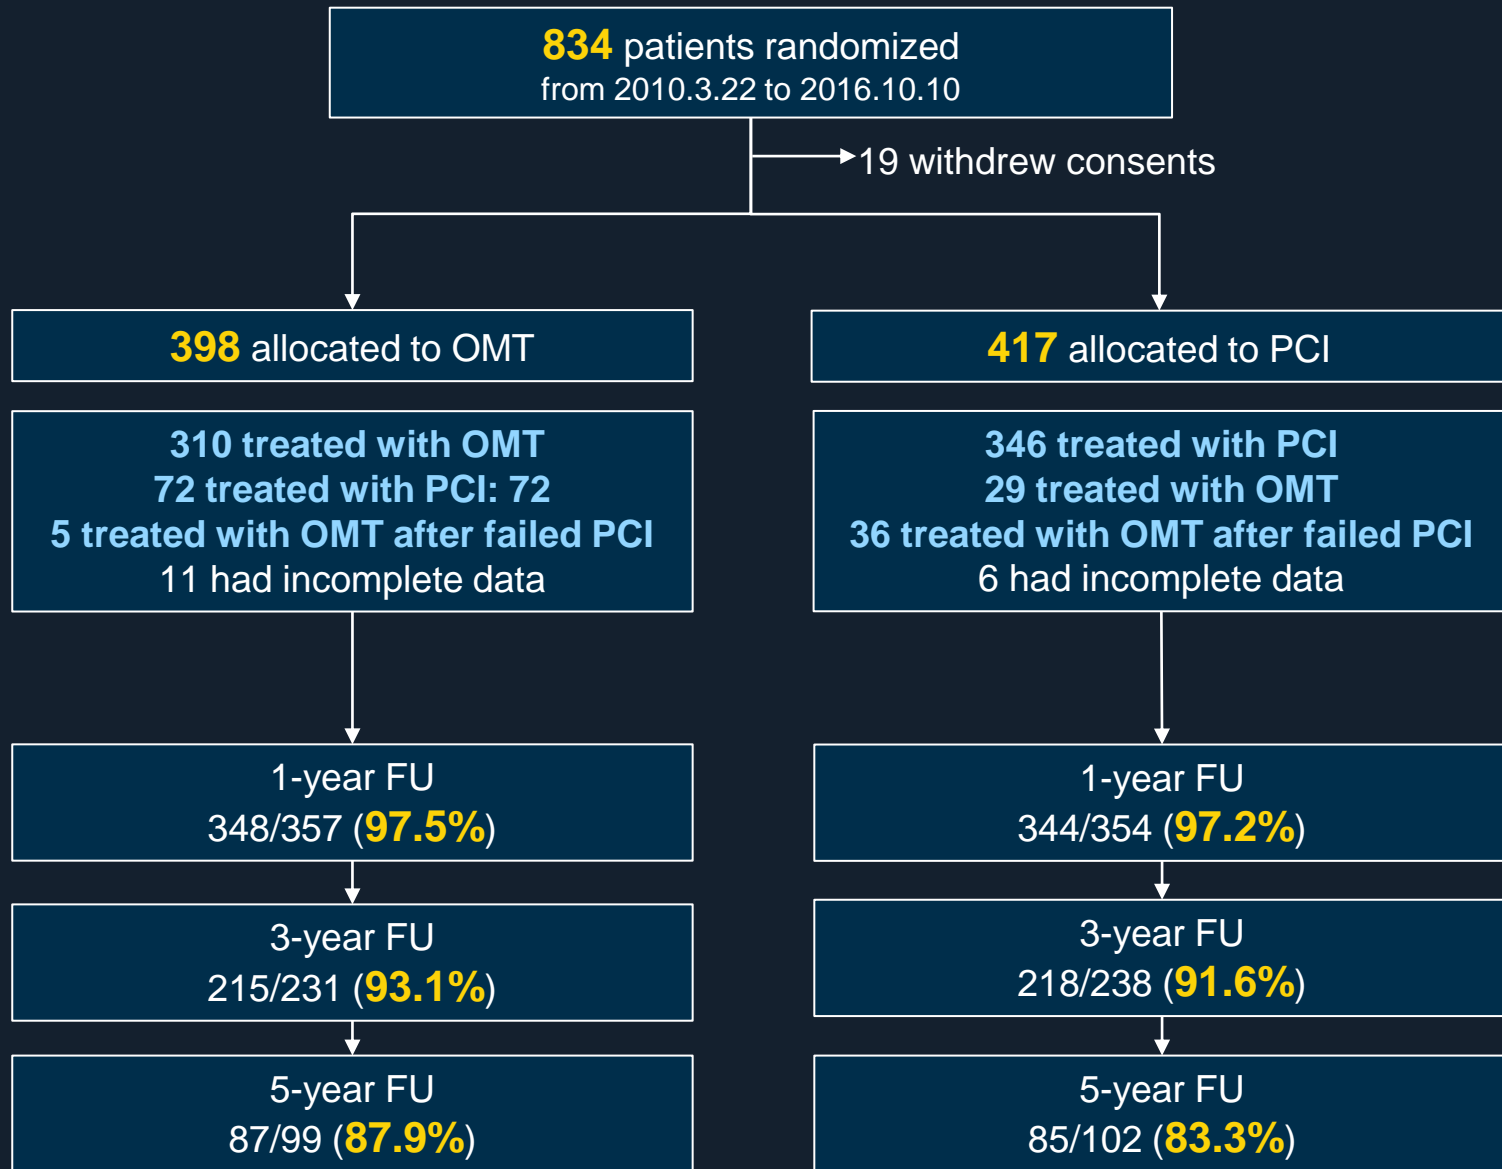 834 patients randomized
from 2010.3.22 to 2016.10.10
19 withdrew consents
398 allocated to OMT
417 allocated to PCI
310 treated with OMT
72 treated with PCI: 72
5 treated with OMT after failed PCI
11 had incomplete data
346 treated with PCI
29 treated with OMT
36 treated with OMT after failed PCI
6 had incomplete data
1-year FU
348/357 (97.5%)
1-year FU
344/354 (97.2%)
3-year FU
215/231 (93.1%)
3-year FU
218/238 (91.6%)
5-year FU
87/99 (87.9%)
5-year FU
85/102 (83.3%)